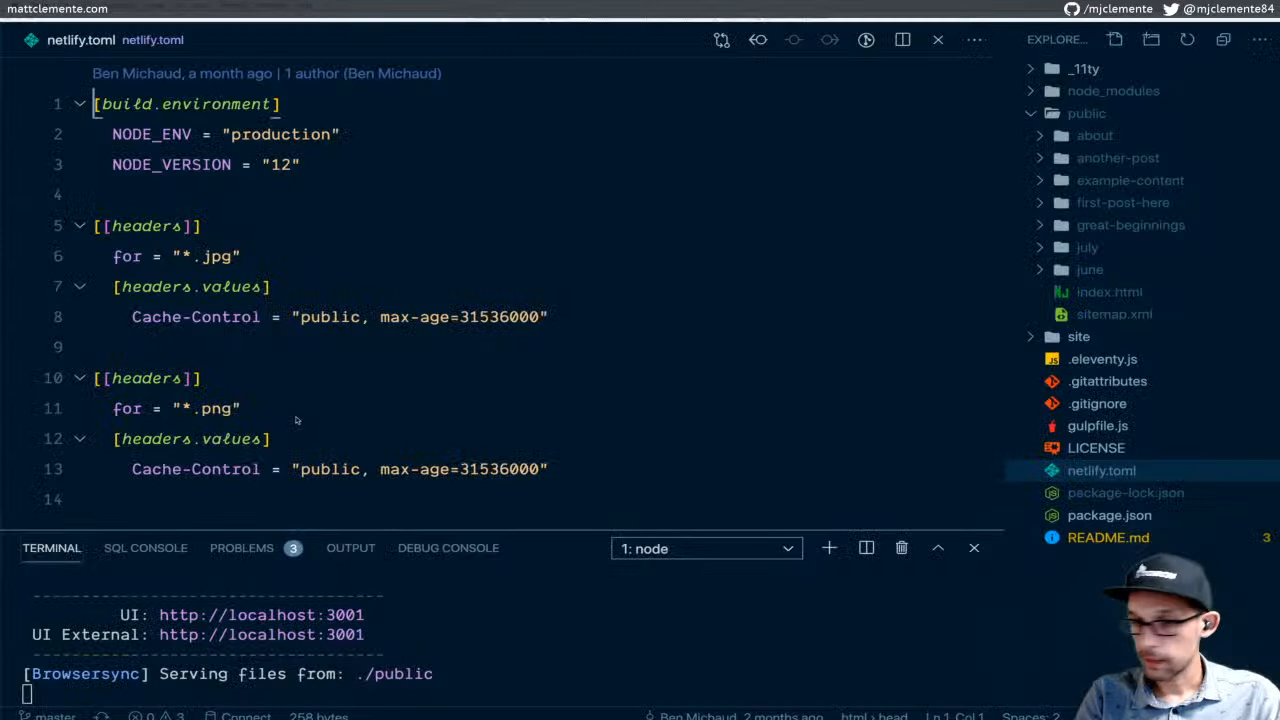 mattclemente.com
/mjclemente @mjclemente84
netlify.toml netlify.toml
EXPLORE...
Ben Michaud, a month ago | 1 author (Ben Michaud)
1 [build.environment]
2 NODE_ENV = "production"
3 NODE_VERSION = "12"
4
5 [[headers]]
6 for = "*.jpg"
7 [headers.values]
8 Cache-Control = "public, max-age=31536000"
9
10 [[headers]]
11 for = "*.png"
12 [headers.values]
13 Cache-Control = "public, max-age=31536000"
14
_11ty
node_modules
public
about
another-post
example-content
first-post-here
great-beginnings
july
june
index.html
sitemap.xml
site
.eleventy.js
.gitattributes
.gitignore
gulpfile.js
LICENSE
netlify.toml
package-lock.json
package.json
README.md 3
TERMINAL SQL CONSOLE PROBLEMS 3 OUTPUT DEBUG CONSOLE 1: node
--------------------------------------
UI: http://localhost:3001
UI External: http://localhost:3001
--------------------------------------
[Browsersync] Serving files from: ./public
master 0 3 Connect 258 bytes Ben Michaud, 2 months ago html > head Ln 1, Col 1 Spaces: 2